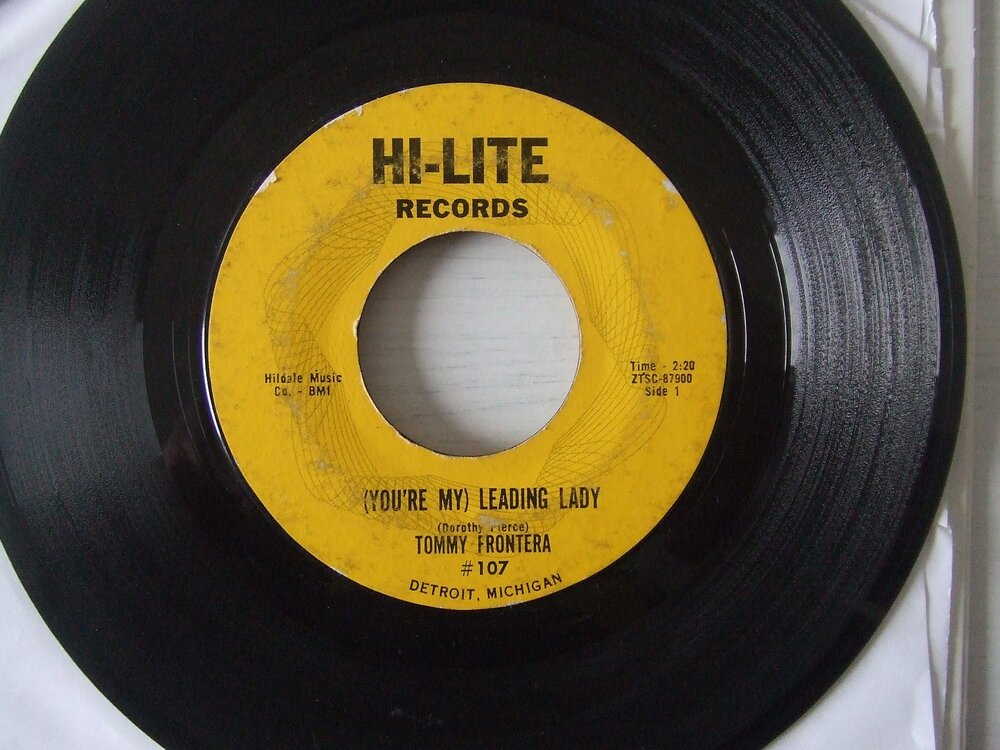 HI-LITE
RECORDS
Hildale Music
Co. - BMI
Time - 2:20
ZTSC-87900
Side 1
(YOU'RE MY) LEADING LADY
(Dorothy Pierce)
TOMMY FRONTERA
#107
DETROIT, MICHIGAN